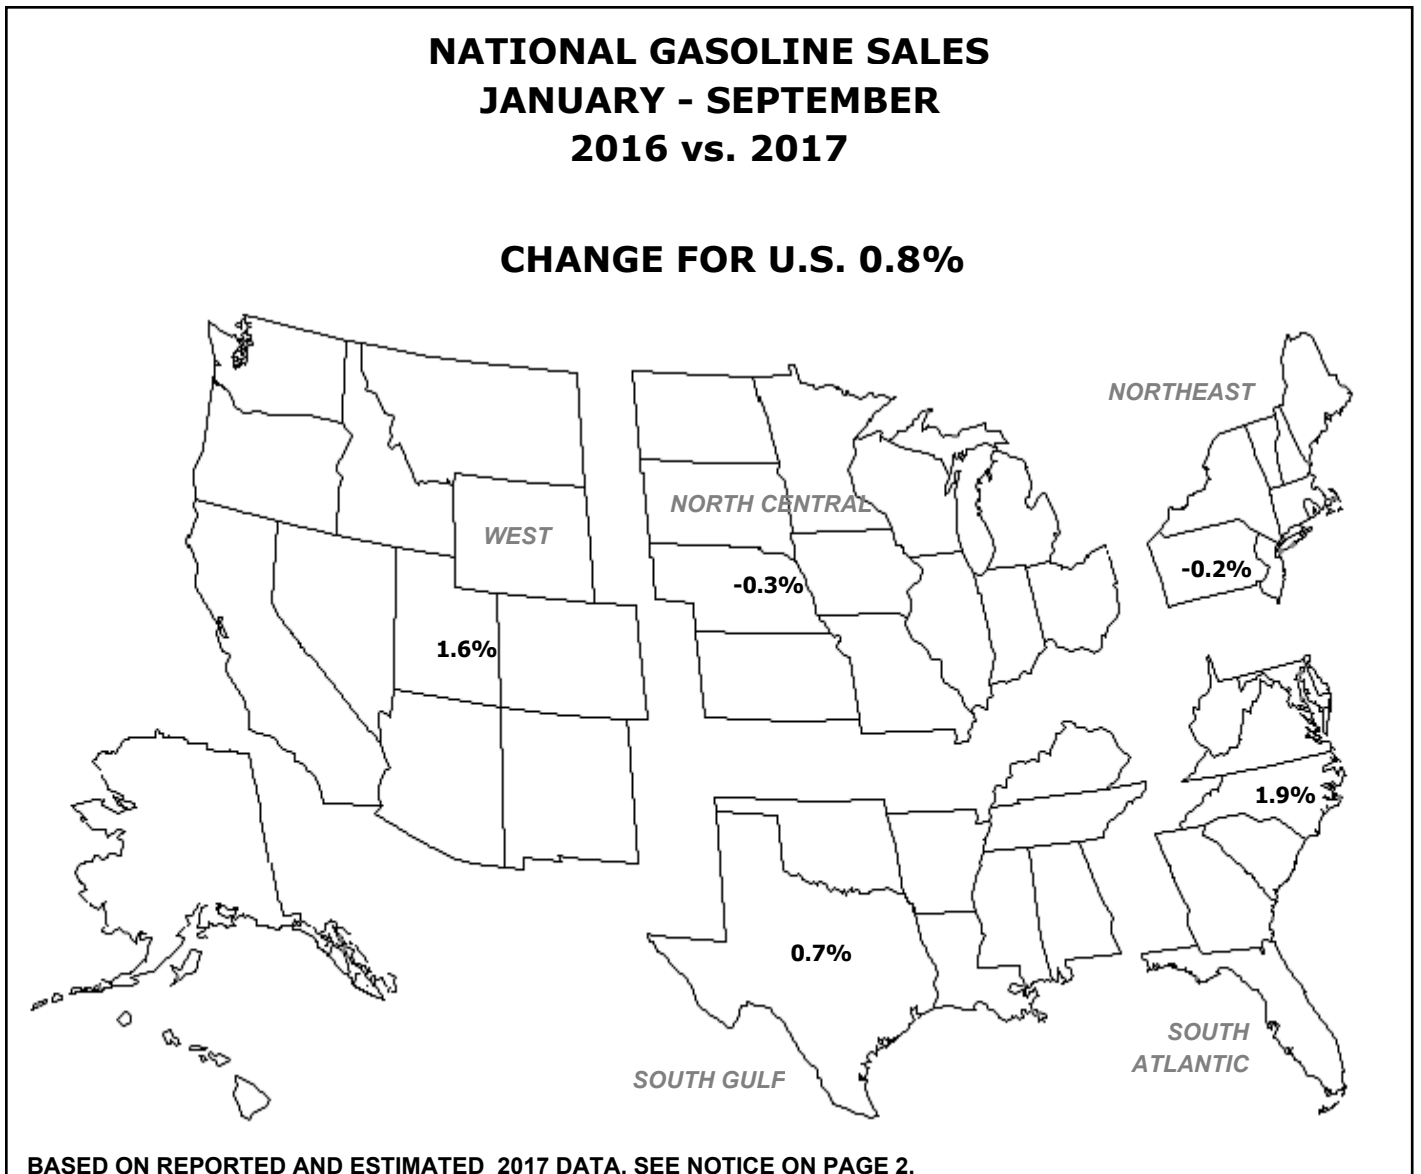 NATIONAL GASOLINE SALES
JANUARY - SEPTEMBER
2016 vs. 2017
CHANGE FOR U.S. 0.8%
NORTHEAST
NORTH CENTRAL
WEST
-0.2%
-0.3%
1.6%
1.9%
0.7%
SOUTH
ATLANTIC
SOUTH GULF
BASED ON REPORTED AND ESTIMATED 2017 DATA. SEE NOTICE ON PAGE 2.